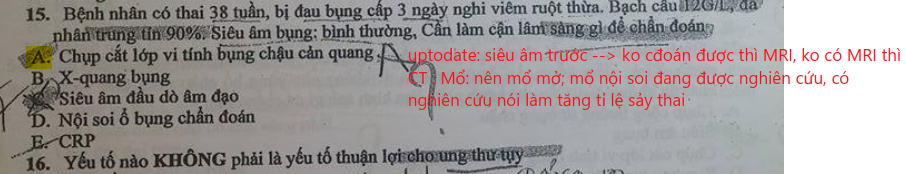 15. Bệnh nhân có thai 38 tuần, bị đau bụng cấp 3 ngày nghi viêm ruột thừa. Bạch cầu 12G/L, đa
nhân trung tín 90%. Siêu âm bụng: bình thường, Cần làm cận lâm sàng gì để chẩn đoán
A. Chụp cắt lớp vi tính bụng chậu cản quang
uptodate: siêu âm trước --> ko cđoán được thì MRI, ko có MRI thì
B. X-quang bụng
CT | Mổ: nên mổ mở; mổ nội soi đang được nghiên cứu, có
Siêu âm đầu dò âm đạo
nghiên cứu nói làm tăng tỉ lệ sảy thai
D. Nội soi ổ bụng chẩn đoán
E. CRP
16. Yếu tố nào KHÔNG phải là yếu tố thuận lợi cho ung thư tụy